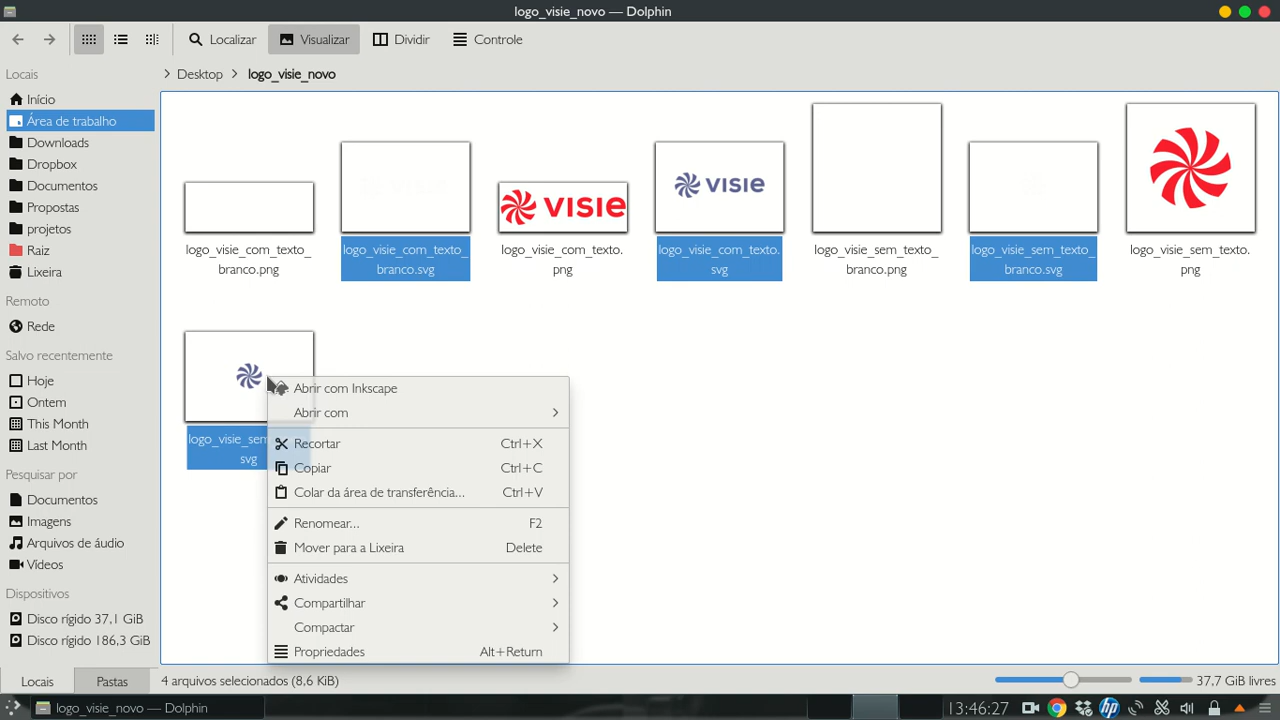 logo_visie_novo — Dolphin
Localizar
Visualizar
Dividir
Controle
Locais
Início
Área de trabalho
Downloads
Dropbox
Documentos
Propostas
projetos
Raiz
Lixeira
Remoto
Rede
Salvo recentemente
Hoje
Ontem
This Month
Last Month
Pesquisar por
Documentos
Imagens
Arquivos de áudio
Vídeos
Dispositivos
Disco rígido 37,1 GiB
Disco rígido 186,3 GiB
Locais
Pastas
Desktop
logo_visie_novo
logo_visie_com_texto_
branco.png
logo_visie_com_texto_
branco.svg
VISIE
logo_visie_com_texto.
png
VISIE
logo_visie_com_texto.
svg
logo_visie_sem_texto_
branco.png
logo_visie_sem_texto_
branco.svg
logo_visie_sem_texto.
png
logo_visie_sem
svg
Abrir com Inkscape
Abrir com
Recortar Ctrl+X
Copiar Ctrl+C
Colar da área de transferência... Ctrl+V
Renomear... F2
Mover para a Lixeira Delete
Atividades
Compartilhar
Compactar
Propriedades Alt+Return
4 arquivos selecionados (8.6 KiB)
37,7 GiB livres
logo_visie_novo — Dolphin
13:46:27
hp